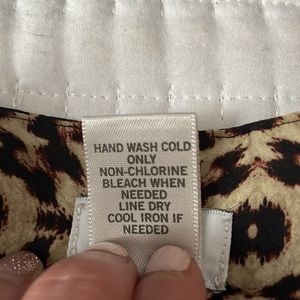 HAND WASH COLD
ONLY
NON-CHLORINE
BLEACH WHEN
NEEDED
LINE DRY
COOL IRON IF
NEEDED